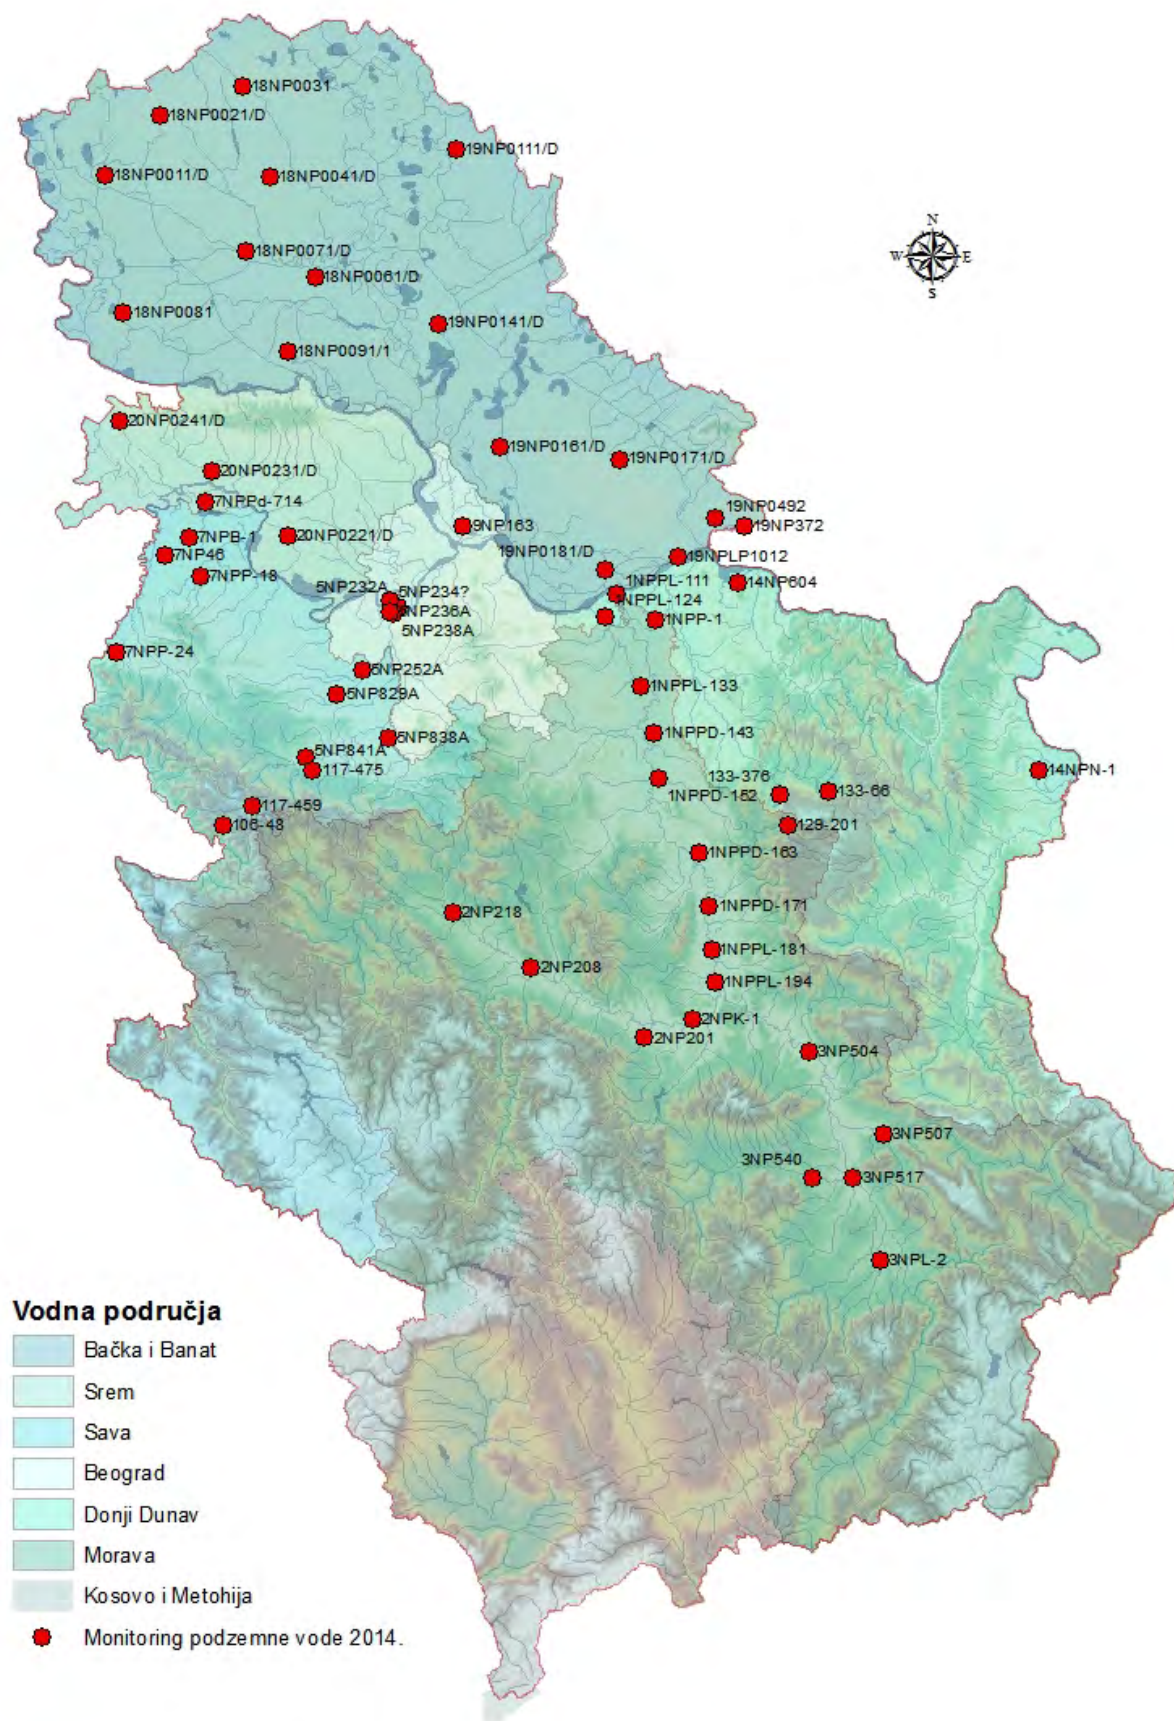 18NP0031
18NP0021/D
19NP0111/D
18NP0011/D
18NP0041/D
N
W
E
S
18NP0071/D
18NP0061/D
18NP0081
19NP0141/D
18NP0091/1
20NP0241/D
19NP0161/D
19NP0171/D
20NP0231/D
7NPPd-714
19NP0492
9NP163
19NP372
7NPB-1
20NP0221/D
7NP46
19NP0181/D
19NPLP1012
7NPP-18
1NPPL-111
14NP604
5NP232A
5NP234?
1NPPL-124
NP236A
1NPP-1
5NP238A
7NPP-24
5NP252A
1NPPL-133
5NP829A
1NPPD-143
5NP838A
5NP841A
117-475
14NPN-1
133-376
1NPPD-152
133-66
117-459
106-48
129-201
1NPPD-163
1NPPD-171
2NP218
1NPPL-181
2NP208
1NPPL-194
2NPK-1
2NP201
3NP504
3NP507
3NP540
3NP517
3NPL-2
Vodna područja
Bačka i Banat
Srem
Sava
Beograd
Donji Dunav
Morava
Kosovo i Metohija
Monitoring podzemne vode 2014.